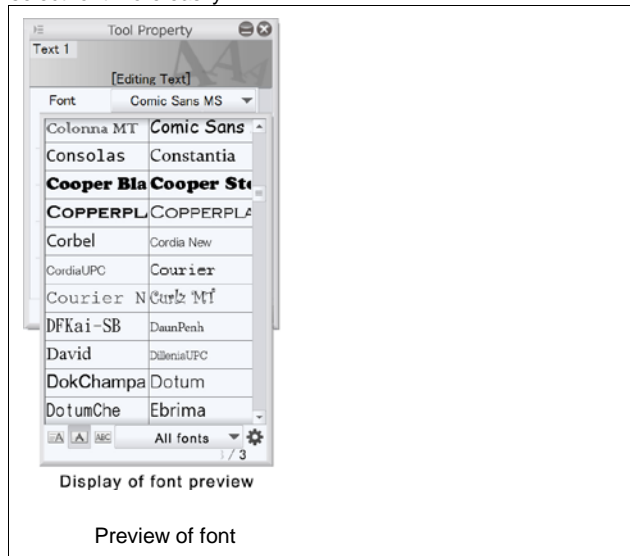 Tool Property
Text 1
[Editing Text]
Font Comic Sans MS
Colonna MT Comic Sans
Consolas Constantia
Cooper Bla Cooper Ste
COPPERPL COPPERPLA
Corbel Cordia New
CordiaUPC Courier
Courier N Curlz MT
DFKai-SB DaunPenh
David DilleniaUPC
DokChampa Dotum
DotumChe Ebrima
A A ABC All fonts
/ 3
Display of font preview
Preview of font